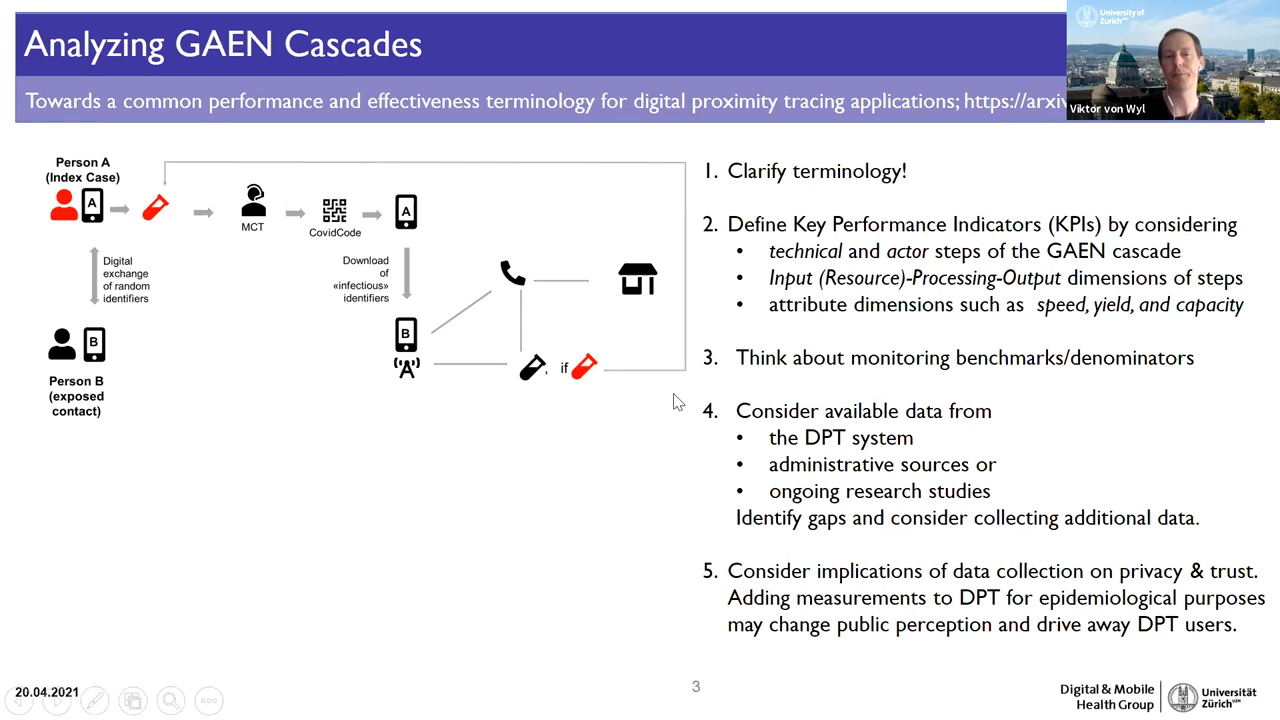 Analyzing GAEN Cascades
Towards a common performance and effectiveness terminology for digital proximity tracing applications; https://arxiv
University of
Zurich UZH
Viktor von Wyl
Person A
(Index Case)
A
MCT
CovidCode
A
Digital
exchange
of random
identifiers
Download
of
«infectious»
identifiers
B
B
, if
Person B
(exposed
contact)
1. Clarify terminology!
2. Define Key Performance Indicators (KPIs) by considering
• technical and actor steps of the GAEN cascade
• Input (Resource)-Processing-Output dimensions of steps
• attribute dimensions such as speed, yield, and capacity
3. Think about monitoring benchmarks/denominators
4. Consider available data from
• the DPT system
• administrative sources or
• ongoing research studies
Identify gaps and consider collecting additional data.
5. Consider implications of data collection on privacy & trust.
Adding measurements to DPT for epidemiological purposes
may change public perception and drive away DPT users.
20.04.2021
3
Digital & Mobile
Health Group
Universität
Zürich UZH